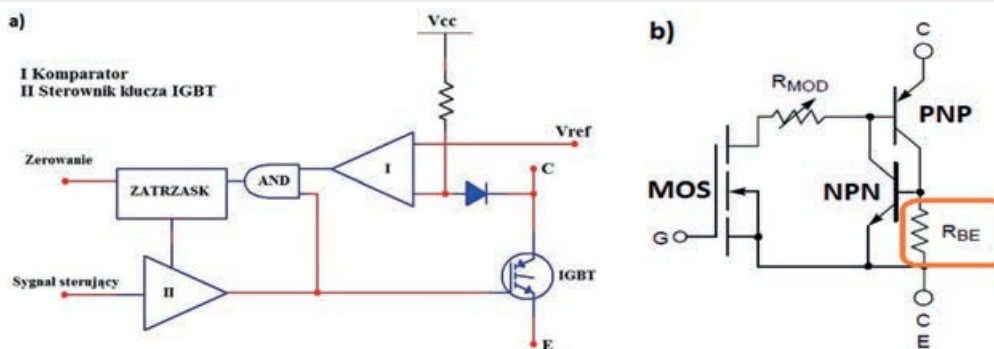 a)
I Komparator
II Sterownik klucza IGBT
Vcc
Vref
Zerowanie
ZATRZASK
AND
I
C
Sygnał sterujący
II
IGBT
E
b)
C
RMOD
PNP
MOS
NPN
RBE
G
C
E